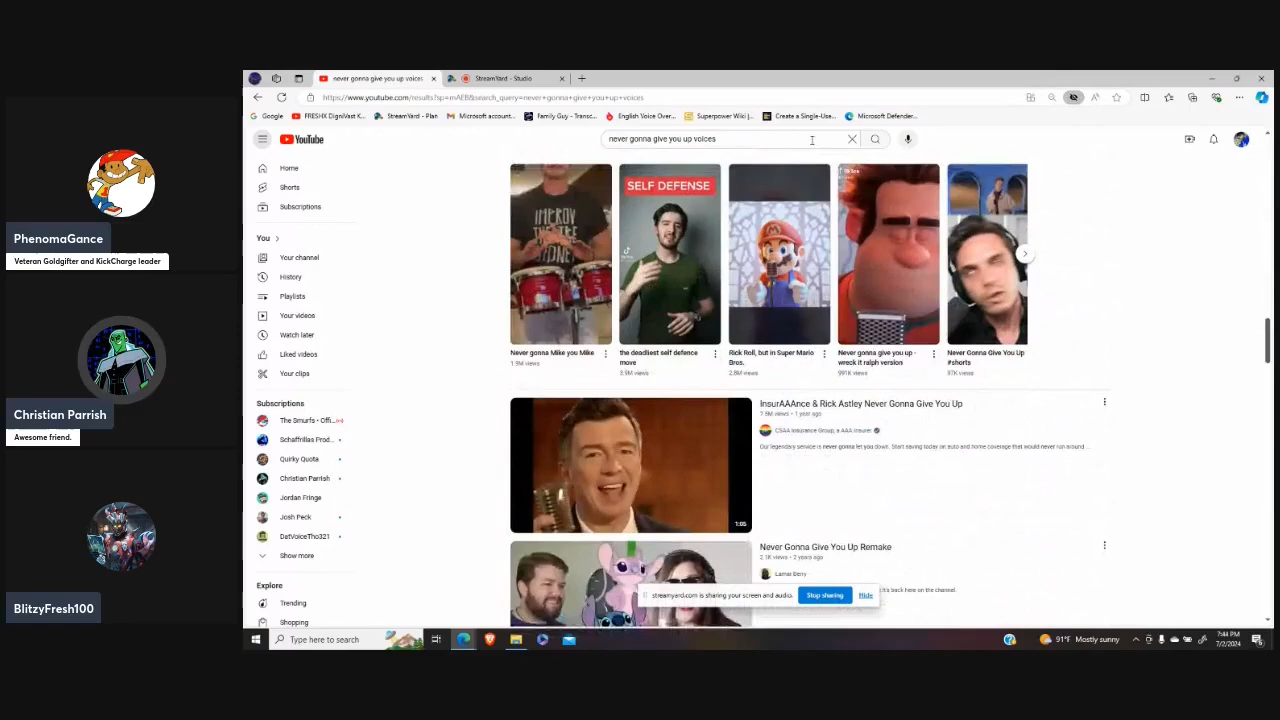 PhenomaGance
Veteran Goldgifter and KickCharge leader
Christian Parrish
Awesome friend.
BlitzyFresh100
never gonna give you up voices
StreamYard - Studio
https://www.youtube.com/results?sp=mAEB&search_query=never+gonna+give+you+up+voices
Google
FRESHX DigniVast K...
StreamYard - Plan
Microsoft account...
Family Guy - Transc...
English Voice Over...
Superpower Wiki |...
Create a Single-Use...
Microsoft Defender...
YouTube
never gonna give you up voices
Home
Shorts
Subscriptions
You
Your channel
History
Playlists
Your videos
Watch later
Liked videos
Your clips
Subscriptions
The Smurfs • Offi...
Schaffrillas Prod...
Quirky Quota
Christian Parrish
Jordan Fringe
Josh Peck
DatVoiceTho321
Show more
Explore
Trending
Shopping
IMPROV
THEATRE
SELF DEFENSE
Never gonna Mike you Mike
1.9M views
the deadliest self defence
move
3.9M views
Rick Roll, but in Super Mario
Bros.
2.8M views
Never gonna give you up -
wreck it ralph version
991K views
Never Gonna Give You Up
#shorts
97K views
1:05
InsurAAAnce & Rick Astley Never Gonna Give You Up
7.9M views • 1 year ago
CSAA Insurance Group, a AAA Insurer
Our legendary service is never gonna let you down. Start saving today on auto and home coverage that would never run around ...
Never Gonna Give You Up Remake
2.1K views • 2 years ago
Lamar Derry
it's back here on the channel.
streamyard.com is sharing your screen and audio.
Stop sharing
Hide
Type here to search
91°F Mostly sunny
7:44 PM
7/2/2024